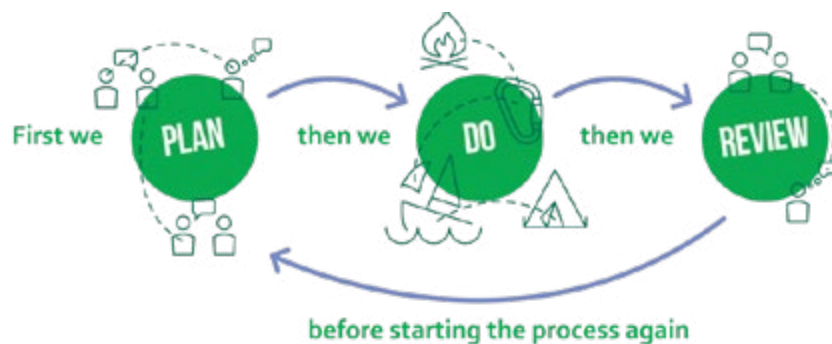 First we PLAN then we DO then we REVIEW
before starting the process again